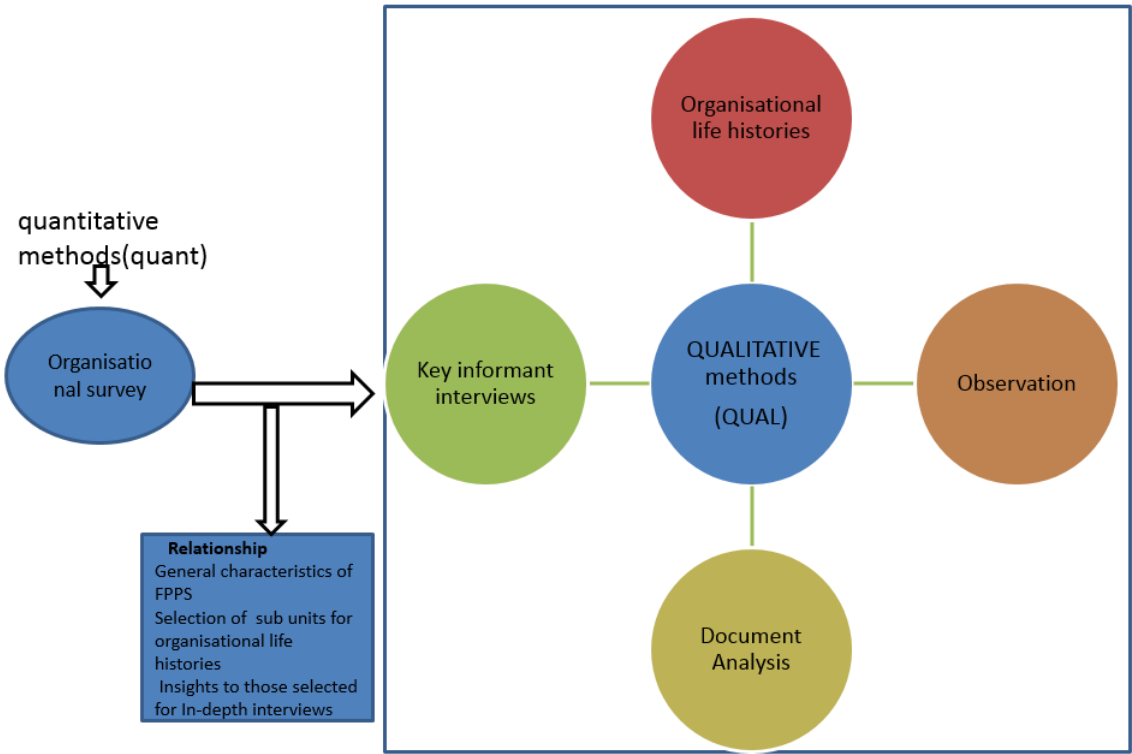 quantitative
methods(quant)
Organisatio
nal survey
Relationship
General characteristics of
FPPS
Selection of  sub units for
organisational life
histories
Insights to those selected
for In-depth interviews
Organisational
life histories
Key informant
interviews
QUALITATIVE
methods
(QUAL)
Observation
Document
Analysis